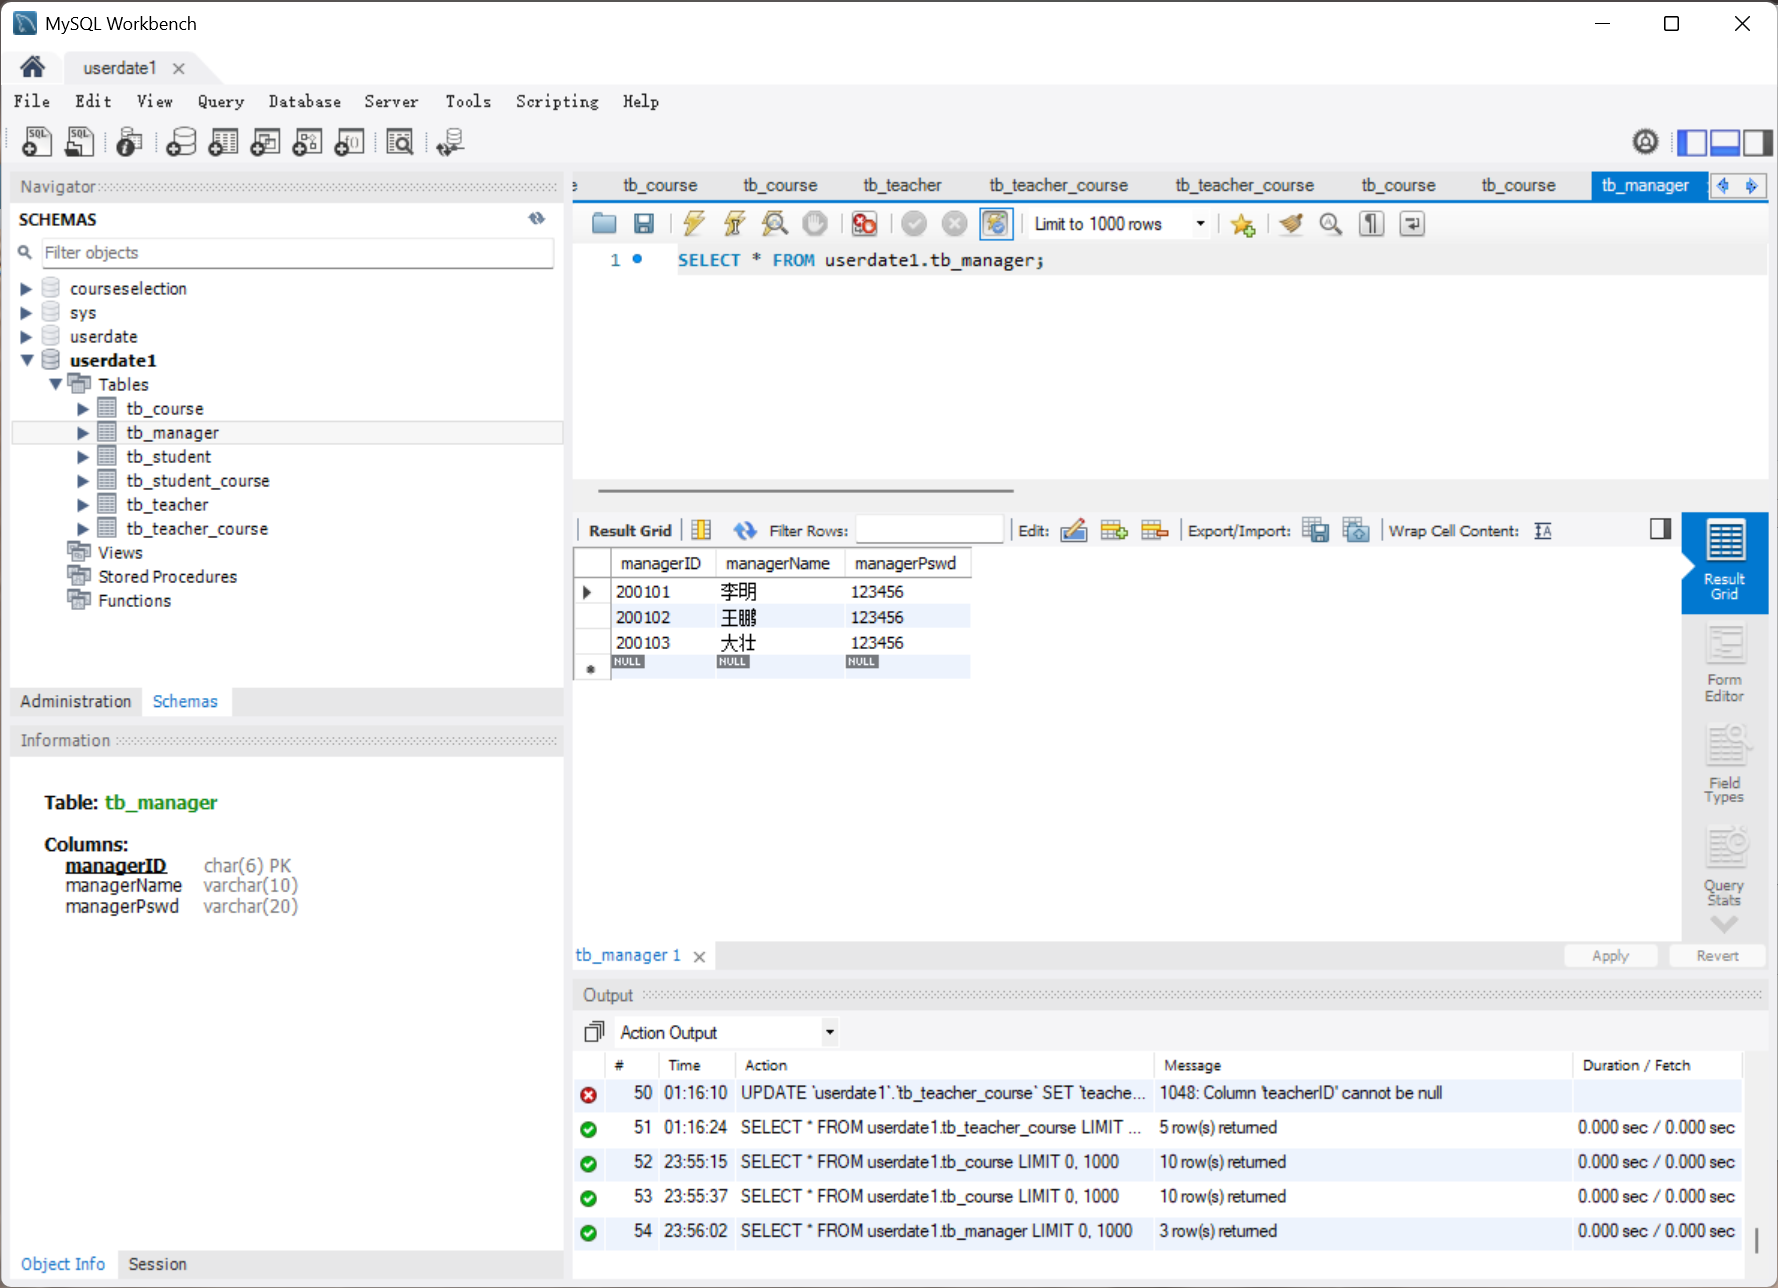 MySQL Workbench
userdate1
File Edit View Query Database Server Tools Scripting Help
Navigator
SCHEMAS
Filter objects
courseselection
sys
userdate
userdate1
Tables
tb_course
tb_manager
tb_student
tb_student_course
tb_teacher
tb_teacher_course
Views
Stored Procedures
Functions
Administration Schemas
Information
Table: tb_manager
Columns:
managerID char(6) PK
managerName varchar(10)
managerPswd varchar(20)
Object Info Session
tb_course tb_course tb_teacher tb_teacher_course tb_teacher_course tb_course tb_course tb_manager
Limit to 1000 rows
1 SELECT * FROM userdate1.tb_manager;
Result Grid Filter Rows: Edit: Export/Import: Wrap Cell Content:
managerID managerName managerPswd
200101 李明 123456
200102 王鹏 123456
200103 大壮 123456
NULL NULL NULL
Result
Grid
Form
Editor
Field
Types
Query
Stats
tb_manager 1 Apply Revert
Output
Action Output
# Time Action Message Duration / Fetch
50 01:16:10 UPDATE `userdate1`.`tb_teacher_course` SET `teache... 1048: Column 'teacherID' cannot be null
51 01:16:24 SELECT * FROM userdate1.tb_teacher_course LIMIT ... 5 row(s) returned 0.000 sec / 0.000 sec
52 23:55:15 SELECT * FROM userdate1.tb_course LIMIT 0, 1000 10 row(s) returned 0.000 sec / 0.000 sec
53 23:55:37 SELECT * FROM userdate1.tb_course LIMIT 0, 1000 10 row(s) returned 0.000 sec / 0.000 sec
54 23:56:02 SELECT * FROM userdate1.tb_manager LIMIT 0, 1000 3 row(s) returned 0.000 sec / 0.000 sec